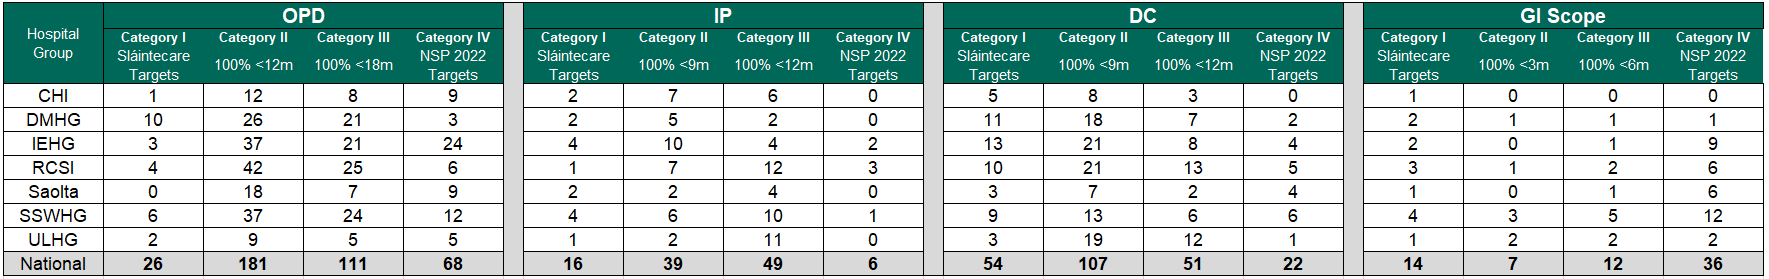 Hospital Group OPD IP DC GI Scope
Category I Category II Category III Category IV Category I Category II Category III Category IV Category I Category II Category III Category IV Category I Category II Category III Category IV
Sláintecare Targets 100% <12m 100% <18m NSP 2022 Targets Sláintecare Targets 100% <9m 100% <12m NSP 2022 Targets Sláintecare Targets 100% <9m 100% <12m NSP 2022 Targets Sláintecare Targets 100% <3m 100% <6m NSP 2022 Targets
CHI 1 12 8 9 2 7 6 0 5 8 3 0 1 0 0 0
DMHG 10 26 21 3 2 5 2 0 11 18 7 2 2 1 1 1
IEHG 3 37 21 24 4 10 4 2 13 21 8 4 2 0 1 9
RCSI 4 42 25 6 1 7 12 3 10 21 13 5 3 1 2 6
Saolta 0 18 7 9 2 2 4 0 3 7 2 4 1 0 1 6
SSWHG 6 37 24 12 4 6 10 1 9 13 6 6 4 3 5 12
ULHG 2 9 5 5 1 2 11 0 3 19 12 1 1 2 2 2
National 26 181 111 68 16 39 49 6 54 107 51 22 14 7 12 36